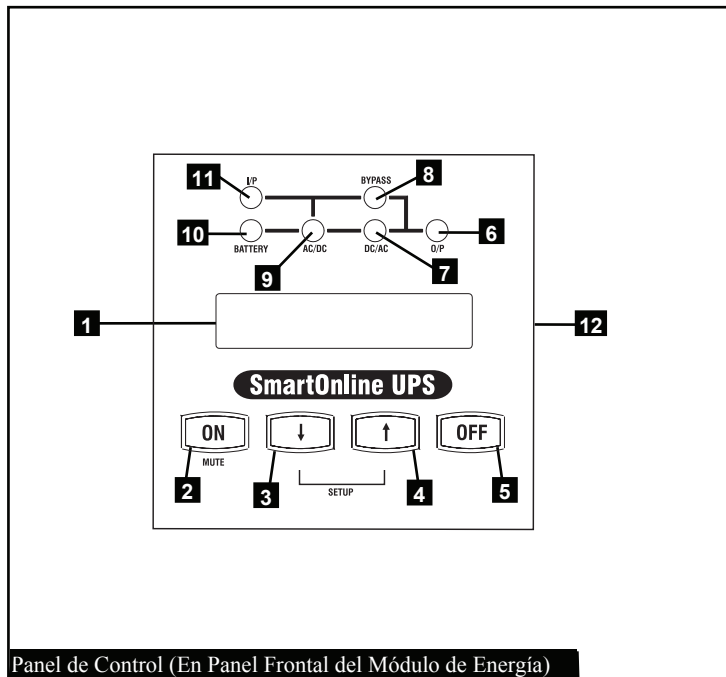 11
I/P
BYPASS
8
10
BATTERY
AC/DC
DC/AC
O/P
6
9
7
1
12
SmartOnline UPS
ON
↓
↑
OFF
MUTE
SETUP
2
3
4
5
Panel de Control (En Panel Frontal del Módulo de Energía)